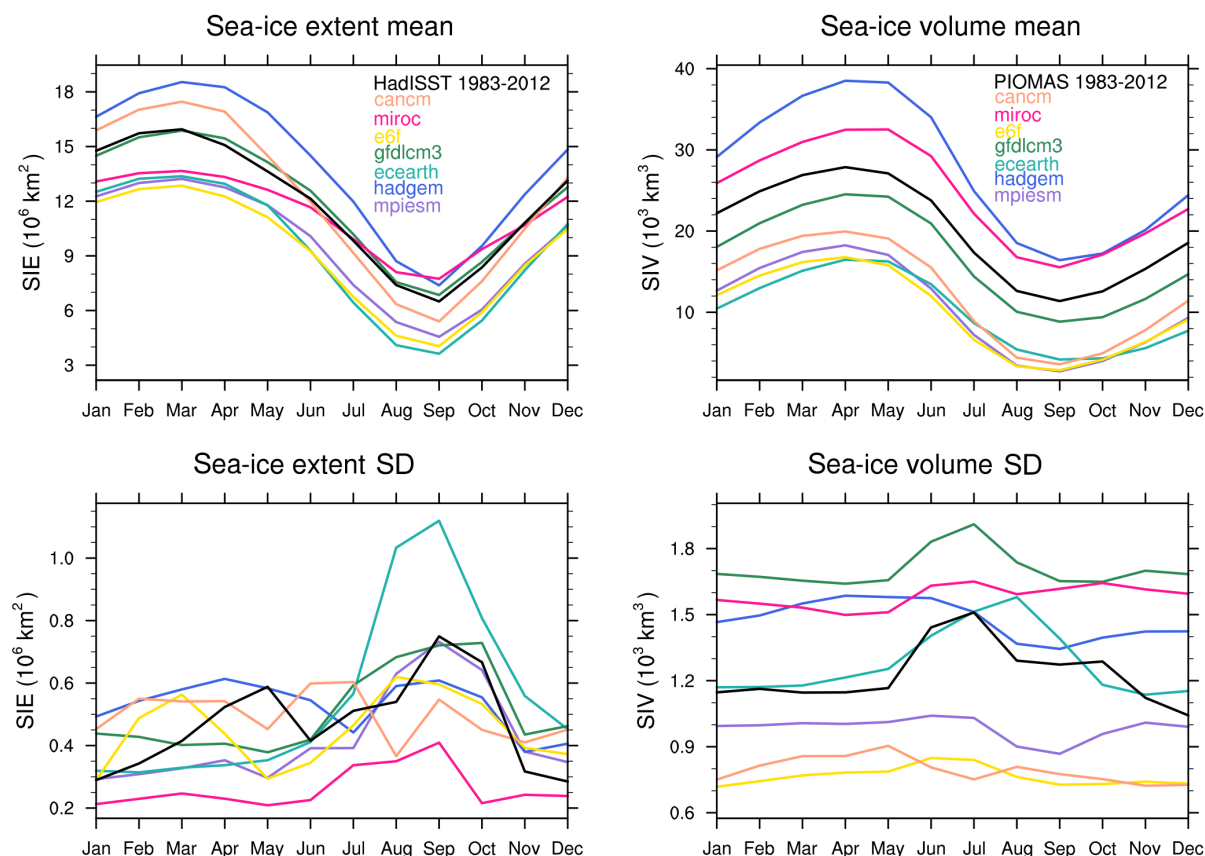 Sea-ice extent mean
SIE (10⁶ km²)
18
15
12
9
6
3
HadISST 1983-2012
cancm
miroc
e6f
gfdlcm3
ecearth
hadgem
mpiesm
Jan Feb Mar Apr May Jun Jul Aug Sep Oct Nov Dec
Sea-ice volume mean
SIV (10³ km³)
40
30
20
10
PIOMAS 1983-2012
cancm
miroc
e6f
gfdlcm3
ecearth
hadgem
mpiesm
Jan Feb Mar Apr May Jun Jul Aug Sep Oct Nov Dec
Sea-ice extent SD
SIE (10⁶ km²)
1.0
0.8
0.6
0.4
0.2
Jan Feb Mar Apr May Jun Jul Aug Sep Oct Nov Dec
Sea-ice volume SD
SIV (10³ km³)
1.8
1.5
1.2
0.9
0.6
Jan Feb Mar Apr May Jun Jul Aug Sep Oct Nov Dec